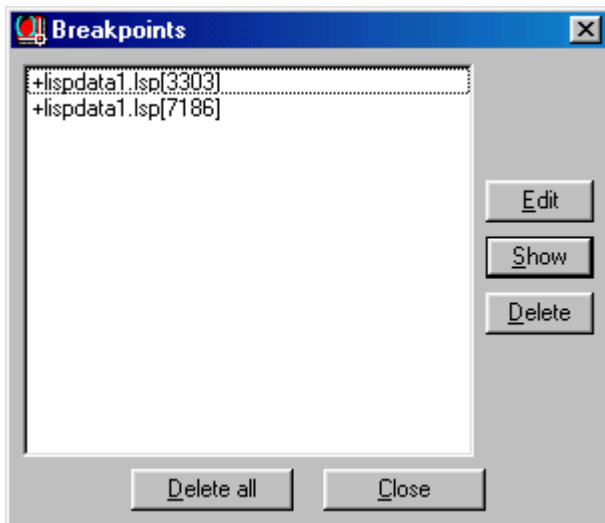 Breakpoints
+lispdata1.lsp[3303]
+lispdata1.lsp[7186]
Edit
Show
Delete
Delete all
Close